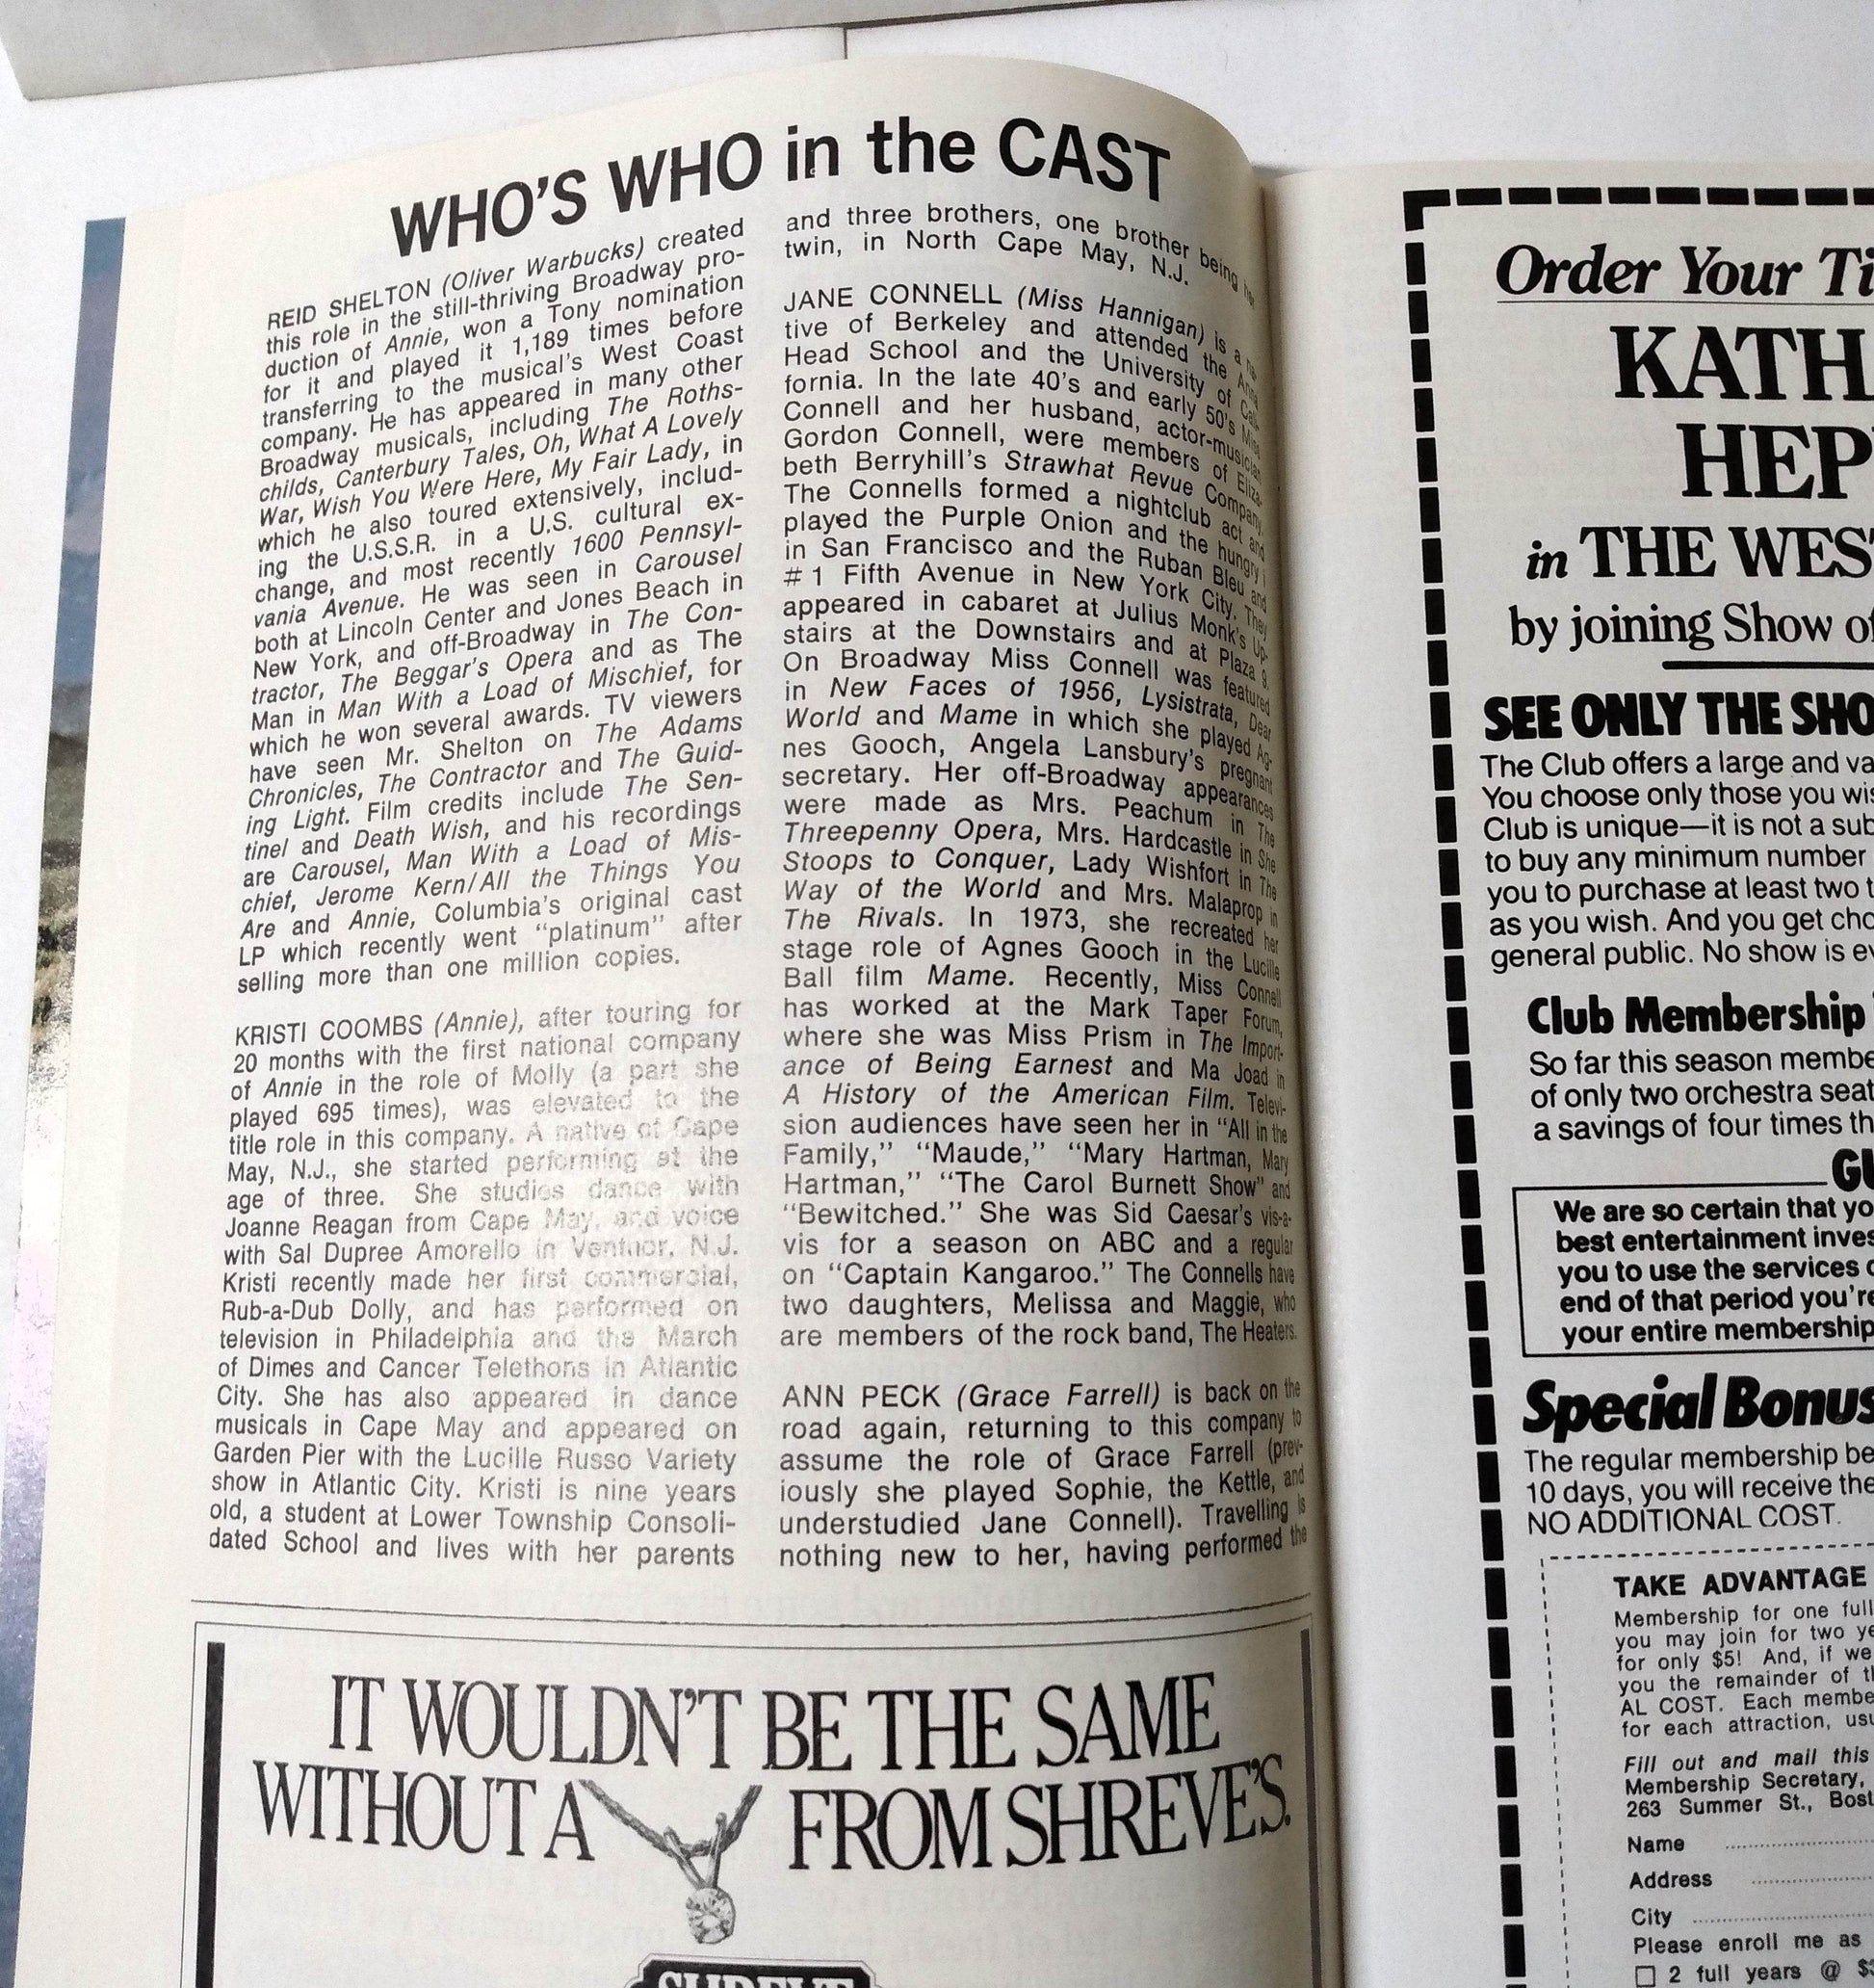 WHO'S WHO in the CAST
REID SHELTON (Oliver Warbucks) created
this role in the still-thriving Broadway pro-
duction of Annie, won a Tony nomination
for it and played it 1,189 times before
transferring to the musical's West Coast
company. He has appeared in many other
Broadway musicals, including The Roths-
childs, Canterbury Tales, Oh, What A Lovely
War, Wish You Were Here, My Fair Lady, in
which he also toured extensively, includ-
ing the U.S.S.R. in a U.S. cultural ex-
change, and most recently 1600 Pennsyl-
vania Avenue. He was seen in Carousel
both at Lincoln Center and Jones Beach in
New York, and off-Broadway in The Con-
tractor, The Beggar's Opera and as The
Man in Man With a Load of Mischief, for
which he won several awards. TV viewers
have seen Mr. Shelton on The Adams
Chronicles, The Contractor and The Guid-
ing Light. Film credits include The Sen-
tinel and Death Wish, and his recordings
are Carousel, Man With a Load of Mis-
chief, Jerome Kern/All the Things You
Are and Annie, Columbia's original cast
LP which recently went "platinum" after
selling more than one million copies.
KRISTI COOMBS (Annie), after touring for
20 months with the first national company
of Annie in the role of Molly (a part she
played 695 times), was elevated to the
title role in this company. A native of Cape
May, N.J., she started performing at the
age of three. She studies dance with
Joanne Reagan from Cape May, and voice
with Sal Dupree Amorello in Ventnor, N.J.
Kristi recently made her first commercial,
Rub-a-Dub Dolly, and has performed on
television in Philadelphia and the March
of Dimes and Cancer Telethons in Atlantic
City. She has also appeared in dance
musicals in Cape May and appeared on
Garden Pier with the Lucille Russo Variety
show in Atlantic City. Kristi is nine years
old, a student at Lower Township Consoli-
dated School and lives with her parents
and three brothers, one brother being her
twin, in North Cape May, N.J.
JANE CONNELL (Miss Hannigan) is a na-
tive of Berkeley and attended the Anna
Head School and the University of Cali-
fornia. In the late 40's and early 50's Miss
Connell and her husband, actor-musician
Gordon Connell, were members of Eliza-
beth Berryhill's Strawhat Revue Company.
The Connells formed a nightclub act and
played the Purple Onion and the hungry i
in San Francisco and the Ruban Bleu and
#1 Fifth Avenue in New York City. They
appeared in cabaret at Julius Monk's Up-
stairs at the Downstairs and at Plaza 9.
On Broadway Miss Connell was featured
in New Faces of 1956, Lysistrata, Dear
World and Mame in which she played Ag-
nes Gooch, Angela Lansbury's pregnant
secretary. Her off-Broadway appearances
were made as Mrs. Peachum in The
Threepenny Opera, Mrs. Hardcastle in She
Stoops to Conquer, Lady Wishfort in The
Way of the World and Mrs. Malaprop in
The Rivals. In 1973, she recreated her
stage role of Agnes Gooch in the Lucille
Ball film Mame. Recently, Miss Connell
has worked at the Mark Taper Forum,
where she was Miss Prism in The Import-
ance of Being Earnest and Ma Joad in
A History of the American Film. Televi-
sion audiences have seen her in "All in the
Family," "Maude," "Mary Hartman, Mary
Hartman," "The Carol Burnett Show" and
"Bewitched." She was Sid Caesar's vis-a-
vis for a season on ABC and a regular
on "Captain Kangaroo." The Connells have
two daughters, Melissa and Maggie, who
are members of the rock band, The Heaters.
ANN PECK (Grace Farrell) is back on the
road again, returning to this company to
assume the role of Grace Farrell (prev-
iously she played Sophie, the Kettle, and
understudied Jane Connell). Travelling is
nothing new to her, having performed the
IT WOULDN'T BE THE SAME
WITHOUT A FROM SHREVE'S.
Order Your
KATH
HEP
in THE WES
by joining Show of
SEE ONLY THE SHO
The Club offers a large and va
You choose only those you wis
Club is unique—it is not a sub
to buy any minimum number
you to purchase at least two t
as you wish. And you get cho
general public. No show is ev
Club Membership
So far this season membe
of only two orchestra seat
a savings of four times th
GU
We are so certain that yo
best entertainment inves
you to use the services o
end of that period you're
your entire membership
Special Bonus
The regular membership be
10 days, you will receive the
NO ADDITIONAL COST.
TAKE ADVANTAGE
Membership for one full
you may join for two ye
for only $5! And, if we
you the remainder of th
AL COST. Each membe
for each attraction, usu
Fill out and mail this
Membership Secretary,
263 Summer St., Bost
Name
Address
City
Please enroll me as
2 full years @ $